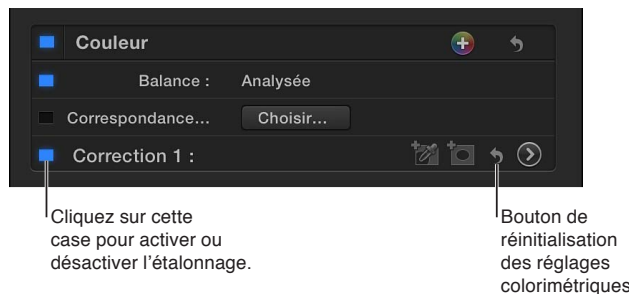 Couleur
Balance : Analysée
Correspondance... Choisir...
Correction 1 :
Cliquez sur cette
case pour activer ou
désactiver l’étalonnage.
Bouton de
réinitialisation
des réglages
colorimétriques